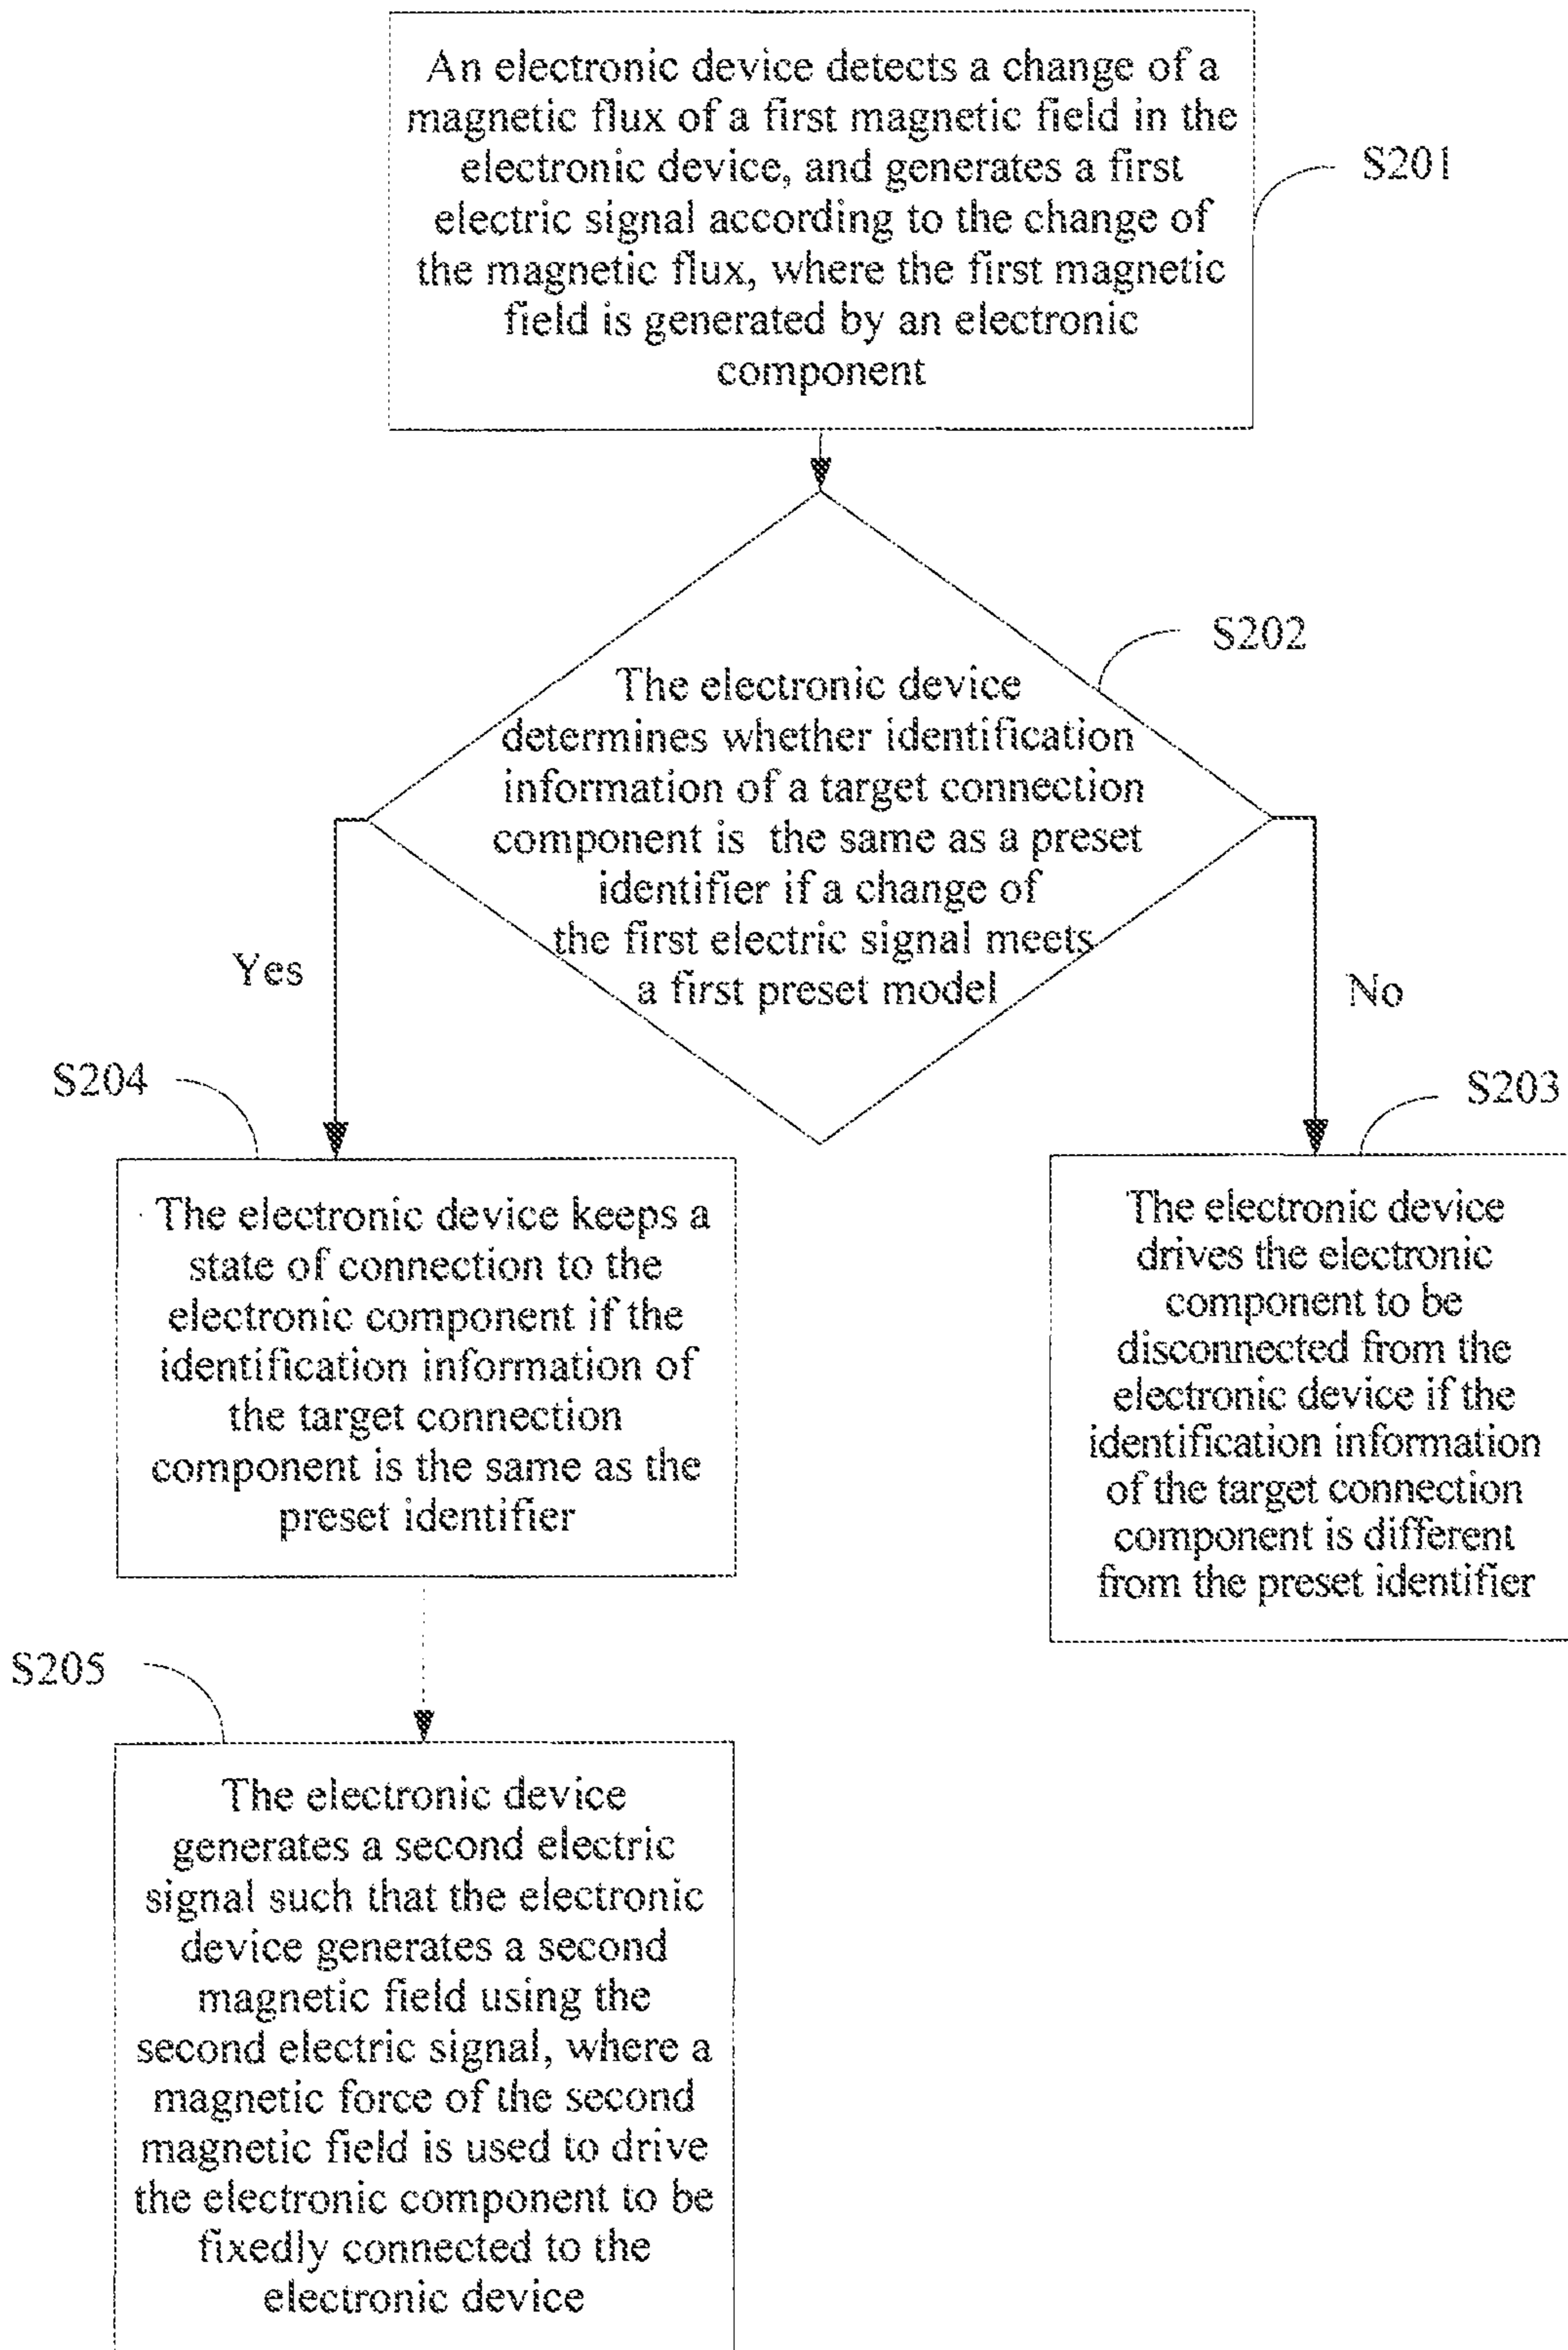 An electronic device detects a change of a
magnetic flux of a first magnetic field in the
electronic device, and generates a first
electric signal according to the change of
the magnetic flux, where the first magnetic
field is generated by an electronic
component
S201
S202
The electronic device
determines whether identification
information of a target connection
component is the same as a preset
identifier if a change of
the first electric signal meets
a first preset model
Yes
No
S204
S203
The electronic device keeps a
state of connection to the
electronic component if the
identification information of
the target connection
component is the same as the
preset identifier
The electronic device
drives the electronic
component to be
disconnected from the
electronic device if the
identification information
of the target connection
component is different
from the preset identifier
S205
The electronic device
generates a second electric
signal such that the electronic
device generates a second
magnetic field using the
second electric signal, where a
magnetic force of the second
magnetic field is used to drive
the electronic component to be
fixedly connected to the
electronic device